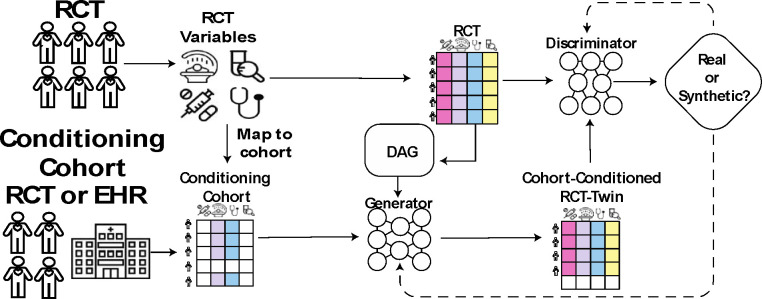 RCT
RCT
Variables
RCT
Discriminator
Real
or
Synthetic?
Map to
cohort
DAG
Conditioning
Cohort
RCT or EHR
Conditioning
Cohort
Generator
Cohort-Conditioned
RCT-Twin